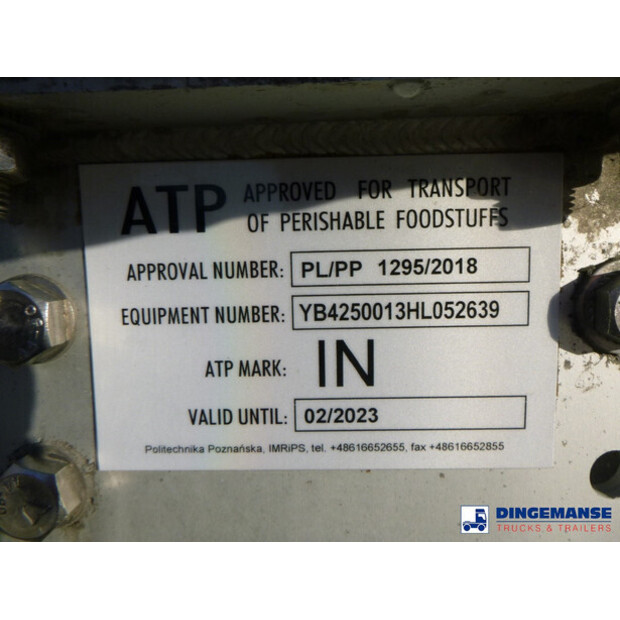 ATP APPROVED FOR TRANSPORT
OF PERISHABLE FOODSTUFFS
APPROVAL NUMBER: PL/PP 1295/2018
EQUIPMENT NUMBER: YB4250013HL052639
ATP MARK: IN
VALID UNTIL: 02/2023
Politechnika Poznańska, IMRiPS, tel. +48616652655, fax +48616652855
DINGEMANSE
TRUCKS & TRAILERS